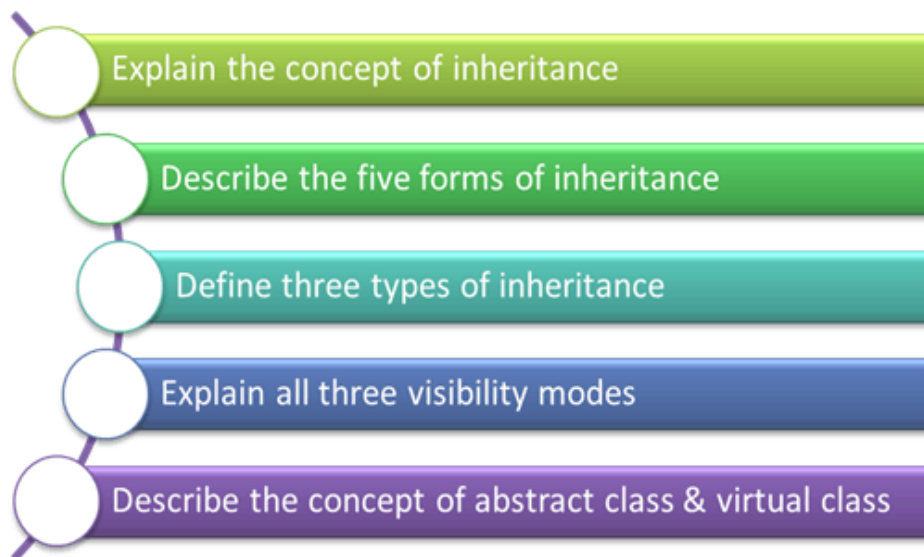 Explain the concept of inheritance
Describe the five forms of inheritance
Define three types of inheritance
Explain all three visibility modes
Describe the concept of abstract class & virtual class